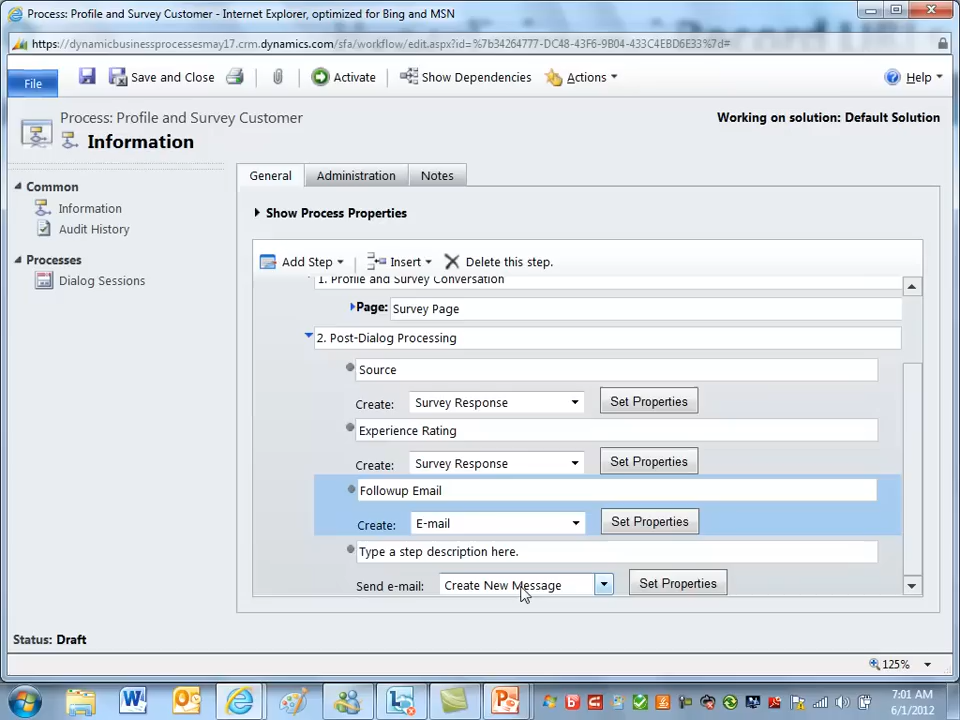 Process: Profile and Survey Customer - Internet Explorer, optimized for Bing and MSN
https://dynamicbusinessprocessesmay17.crm.dynamics.com/sfa/workflow/edit.aspx?id=%7b34264777-DC48-43F6-9B04-433C4EBD6E33%7d#
File
Save and Close
Activate
Show Dependencies
Actions
Help
Process: Profile and Survey Customer
Information
Working on solution: Default Solution
Common
Information
Audit History
Processes
Dialog Sessions
General
Administration
Notes
Show Process Properties
Add Step
Insert
Delete this step.
1. Profile and Survey Conversation
Page: Survey Page
2. Post-Dialog Processing
Source
Create: Survey Response Set Properties
Experience Rating
Create: Survey Response Set Properties
Followup Email
Create: E-mail Set Properties
Type a step description here.
Send e-mail: Create New Message Set Properties
Status: Draft
125%
7:01 AM
6/1/2012